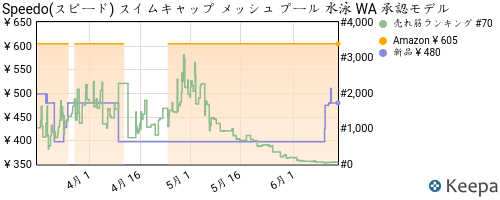 Speedo(スピード) スイムキャップ メッシュ プール 水泳 WA 承認モデル
¥ 650
¥ 600
¥ 550
¥ 500
¥ 450
¥ 400
¥ 350
#4,000
#3,000
#2,000
#1,000
#0
4月 1
4月 16
5月 1
5月 16
6月 1
売れ筋ランキング #70
Amazon ¥ 605
新品 ¥ 480
Keepa